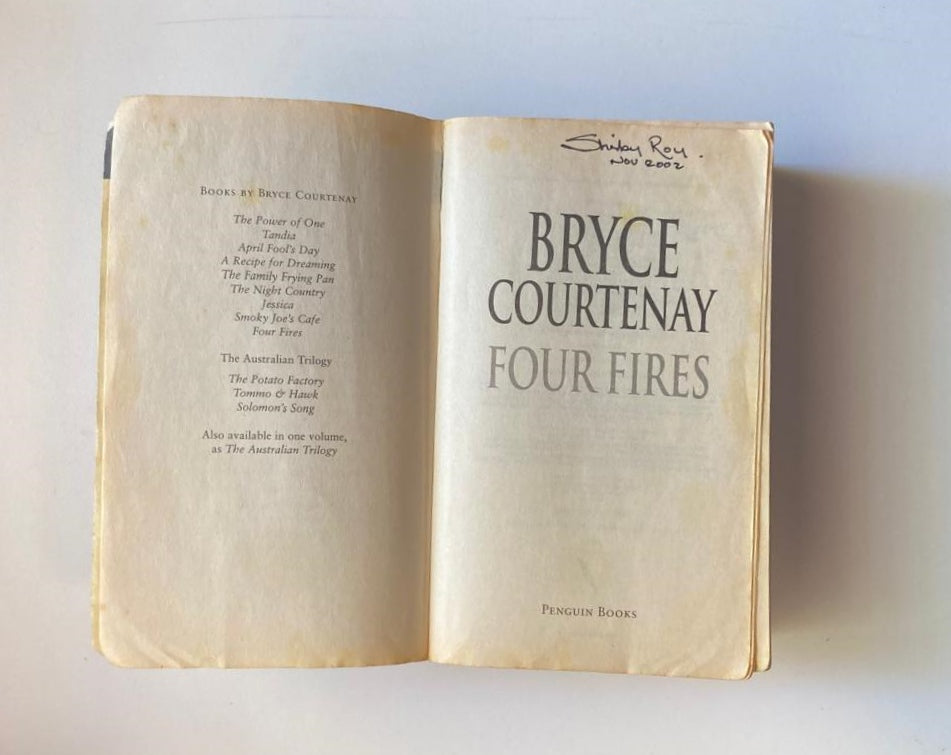 BOOKS BY BRYCE COURTENAY
The Power of One
Tandia
April Fool's Day
A Recipe for Dreaming
The Family Frying Pan
The Night Country
Jessica
Smoky Joe's Cafe
Four Fires
The Australian Trilogy
The Potato Factory
Tommo & Hawk
Solomon's Song
Also available in one volume,
as The Australian Trilogy
Roy.
NOV 2002
BRYCE
COURTENAY
FOUR FIRES
PENGUIN BOOKS